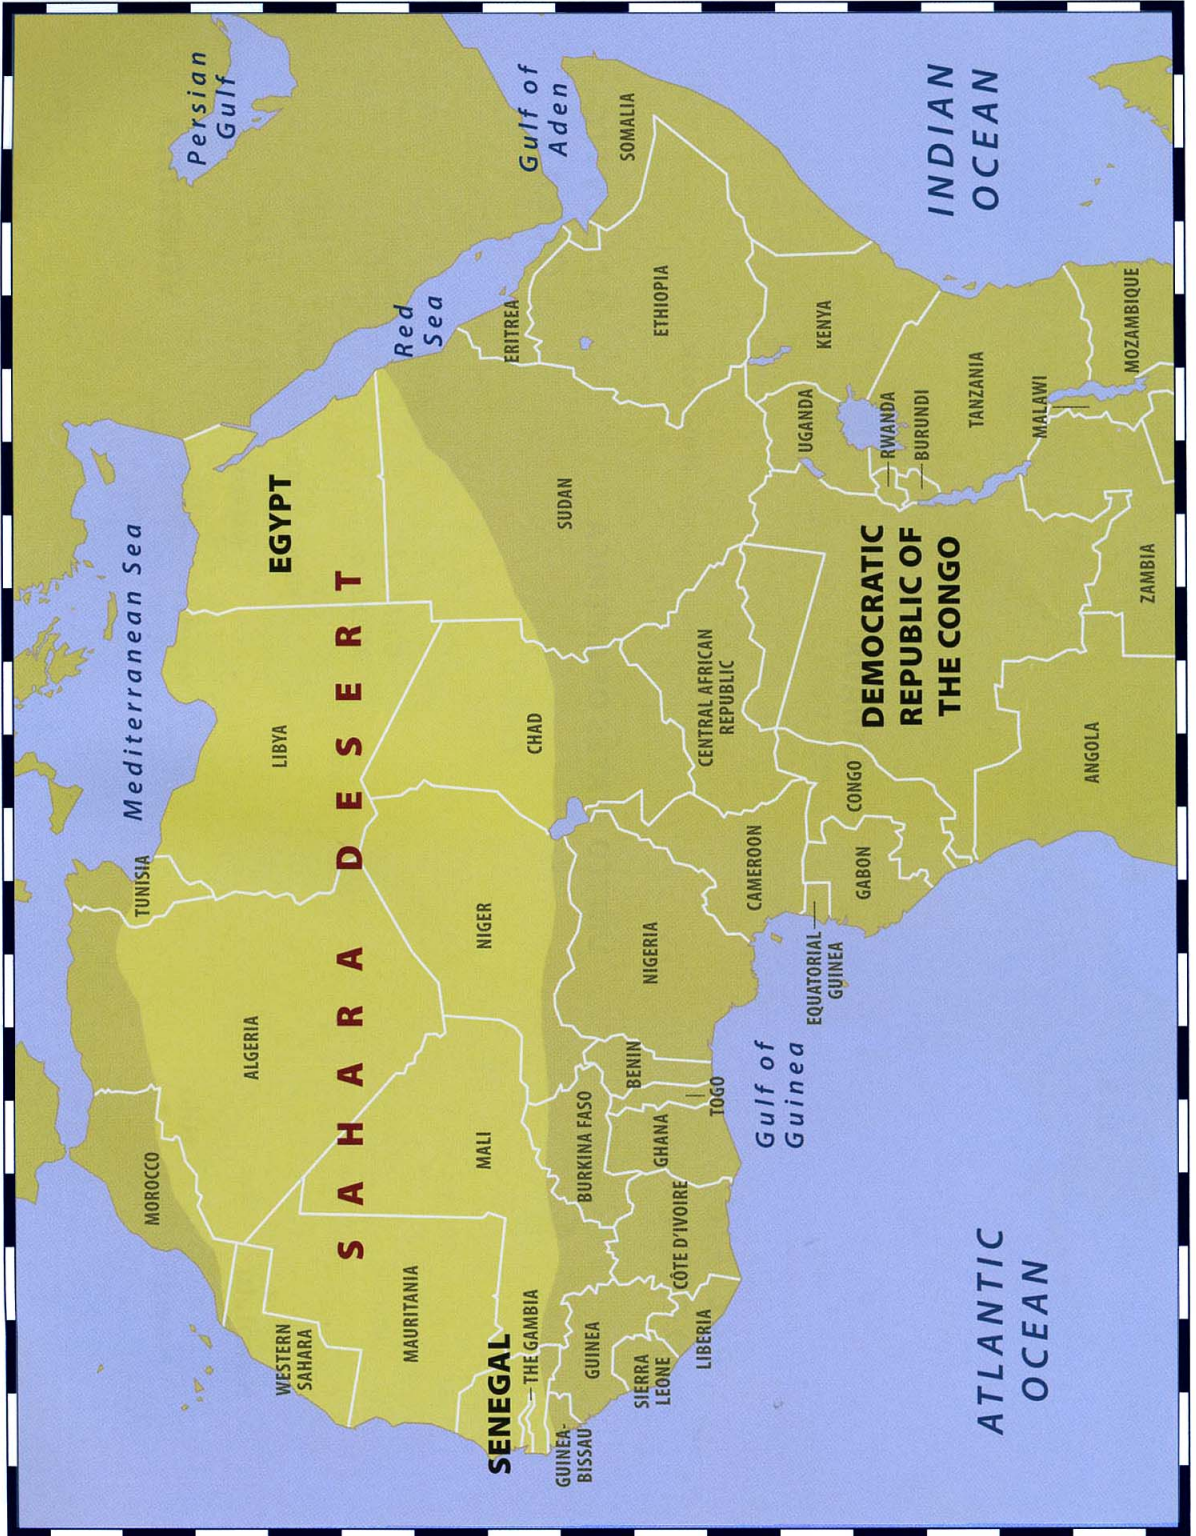 Mediterranean Sea
Persian
Gulf
TUNISIA
MOROCCO
ALGERIA
LIBYA
EGYPT
WESTERN
SAHARA
SAHARA DESERT
Red
Sea
MAURITANIA
MALI
NIGER
CHAD
SUDAN
ERITREA
Gulf of
Aden
SENEGAL
THE GAMBIA
GUINEA-
BISSAU
GUINEA
SIERRA
LEONE
LIBERIA
CÔTE D'IVOIRE
BURKINA FASO
GHANA
TOGO
BENIN
NIGERIA
CAMEROON
CENTRAL AFRICAN
REPUBLIC
ETHIOPIA
SOMALIA
Gulf of
Guinea
EQUATORIAL
GUINEA
GABON
CONGO
DEMOCRATIC
REPUBLIC OF
THE CONGO
UGANDA
KENYA
RWANDA
BURUNDI
TANZANIA
INDIAN
OCEAN
ATLANTIC
OCEAN
ANGOLA
ZAMBIA
MALAWI
MOZAMBIQUE